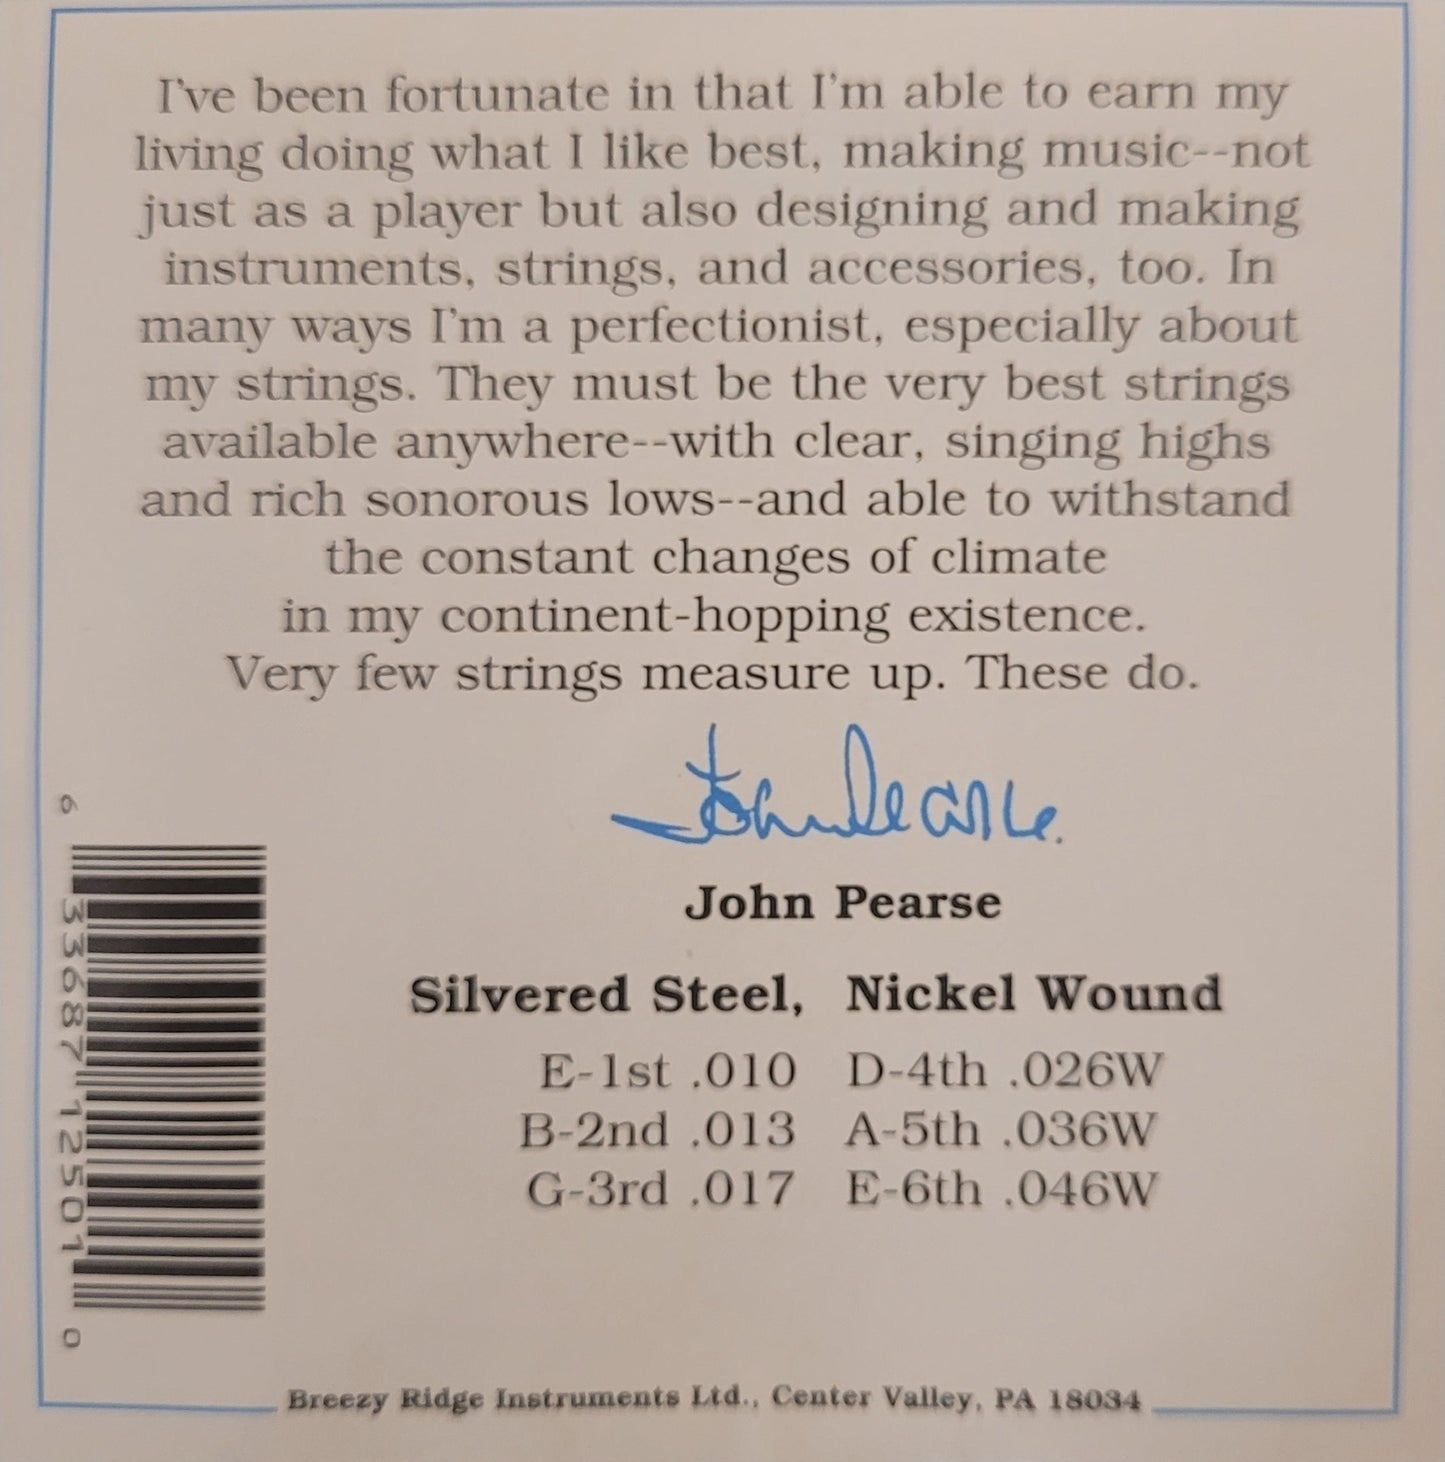 I've been fortunate in that I'm able to earn my
living doing what I like best, making music--not
just as a player but also designing and making
instruments, strings, and accessories, too. In
many ways I'm a perfectionist, especially about
my strings. They must be the very best strings
available anywhere--with clear, singing highs
and rich sonorous lows--and able to withstand
the constant changes of climate
in my continent-hopping existence.
Very few strings measure up. These do.
John Pearse.
John Pearse
Silvered Steel, Nickel Wound
E-1st .010 D-4th .026W
B-2nd .013 A-5th .036W
G-3rd .017 E-6th .046W
6 33687 12501 0
Breezy Ridge Instruments Ltd., Center Valley, PA 18034